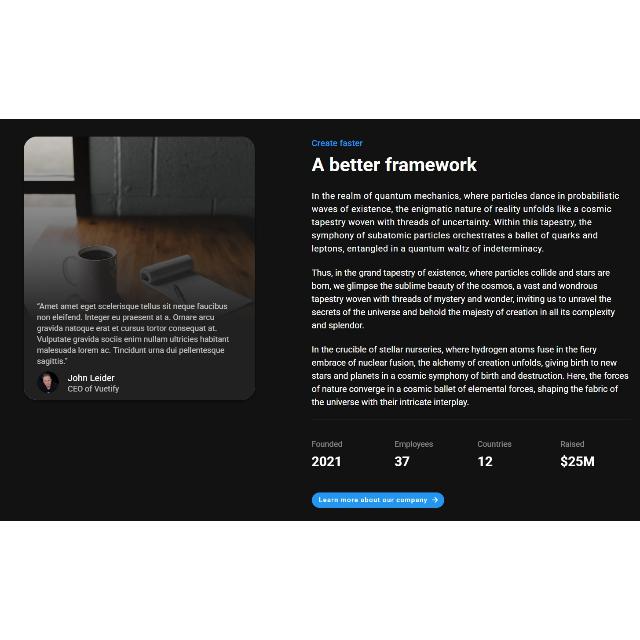 Create faster
A better framework
In the realm of quantum mechanics, where particles dance in probabilistic
waves of existence, the enigmatic nature of reality unfolds like a cosmic
tapestry woven with threads of uncertainty. Within this tapestry, the
symphony of subatomic particles orchestrates a ballet of quarks and
leptons, entangled in a quantum waltz of indeterminacy.
Thus, in the grand tapestry of existence, where particles collide and stars are
born, we glimpse the sublime beauty of the cosmos, a vast and wondrous
tapestry woven with threads of mystery and wonder, inviting us to unravel the
secrets of the universe and behold the majesty of creation in all its complexity
and splendor.
In the crucible of stellar nurseries, where hydrogen atoms fuse in the fiery
embrace of nuclear fusion, the alchemy of creation unfolds, giving birth to new
stars and planets in a cosmic symphony of birth and destruction. Here, the forces
of nature converge in a cosmic ballet of elemental forces, shaping the fabric of
the universe with their intricate interplay.
"Amet amet eget scelerisque tellus sit neque faucibus
non eleifend. Integer eu praesent at a. Ornare arcu
gravida natoque erat et cursus tortor consequat at.
Vulputate gravida sociis enim nullam ultricies habitant
malesuada lorem ac. Tincidunt urna dui pellentesque
sagittis."
John Leider
CEO of Vuetify
Founded Employees Countries Raised
2021 37 12 $25M
Learn more about our company →